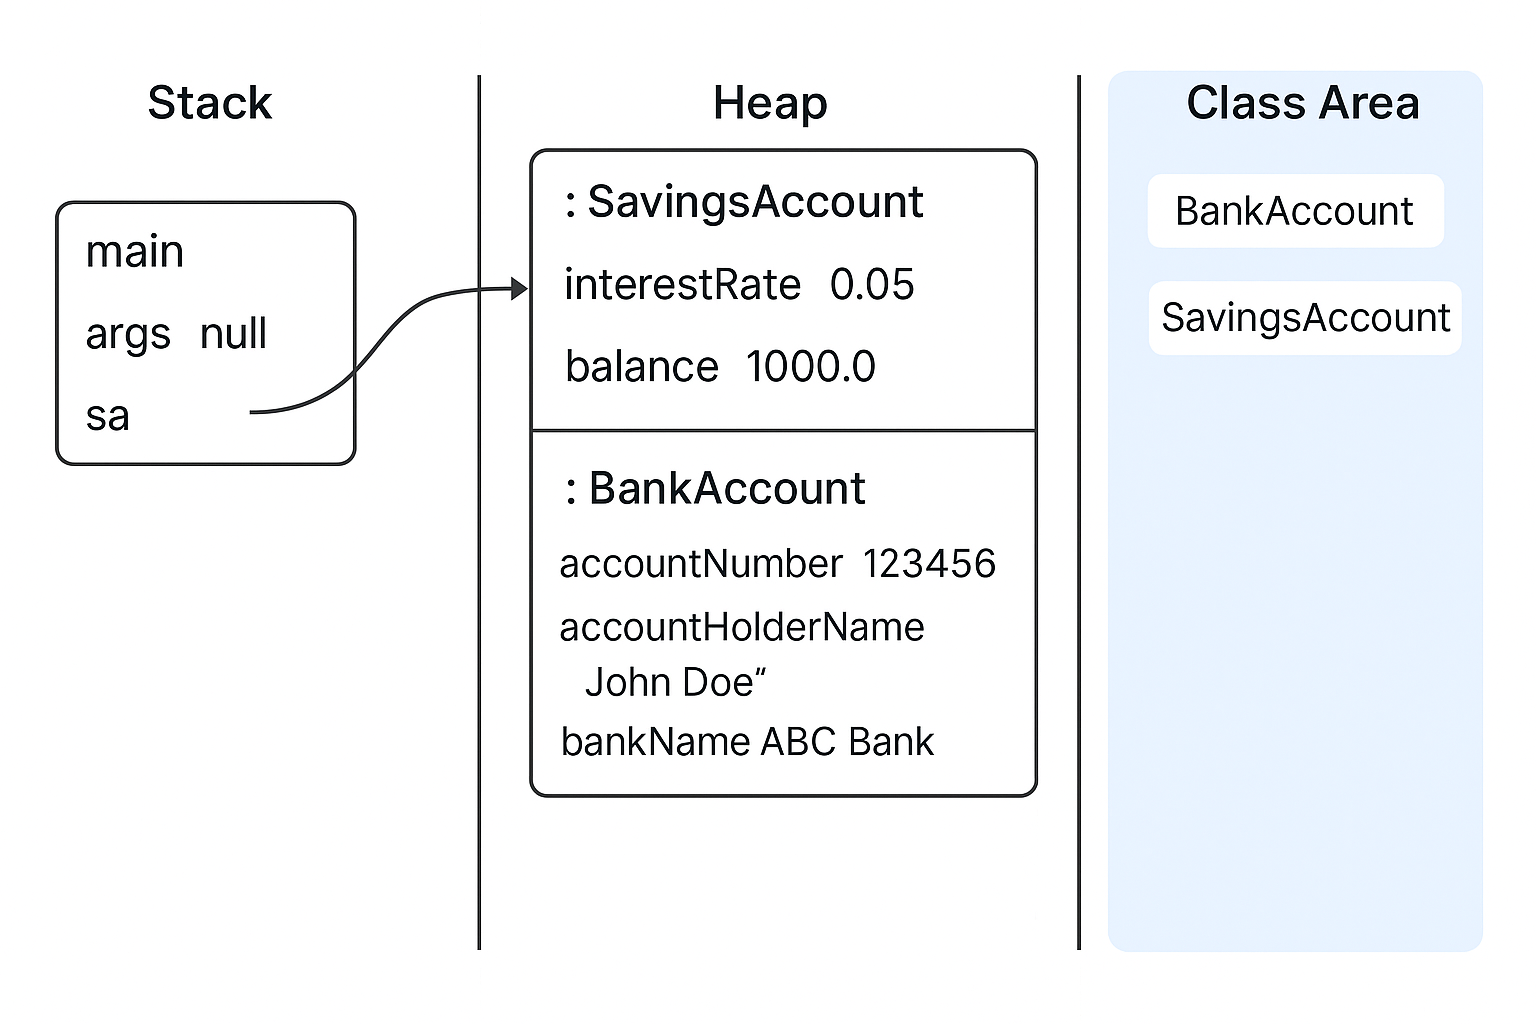 Stack
main
args null
sa
Heap
: SavingsAccount
interestRate 0.05
balance 1000.0
: BankAccount
accountNumber 123456
accountHolderName
John Doe”
bankName ABC Bank
Class Area
BankAccount
SavingsAccount